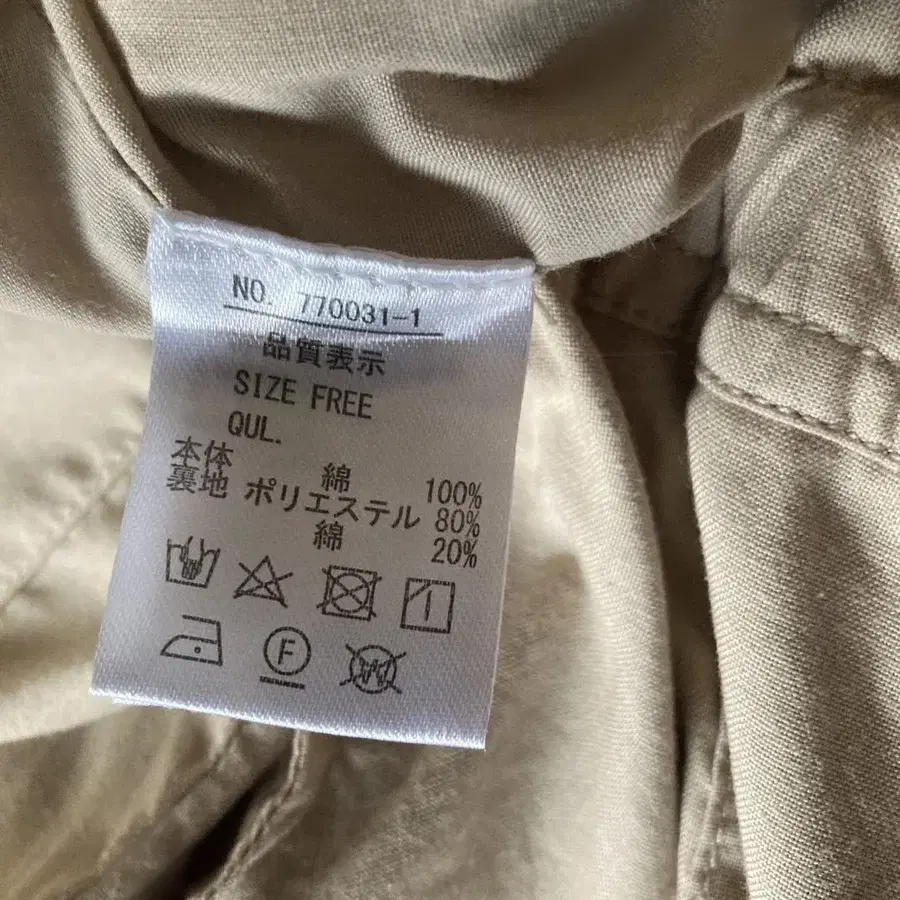 NO. 770031-1
品質表示
SIZE FREE
QUL.
本体 綿 100%
裏地 ポリエステル 80%
綿 20%
F
W